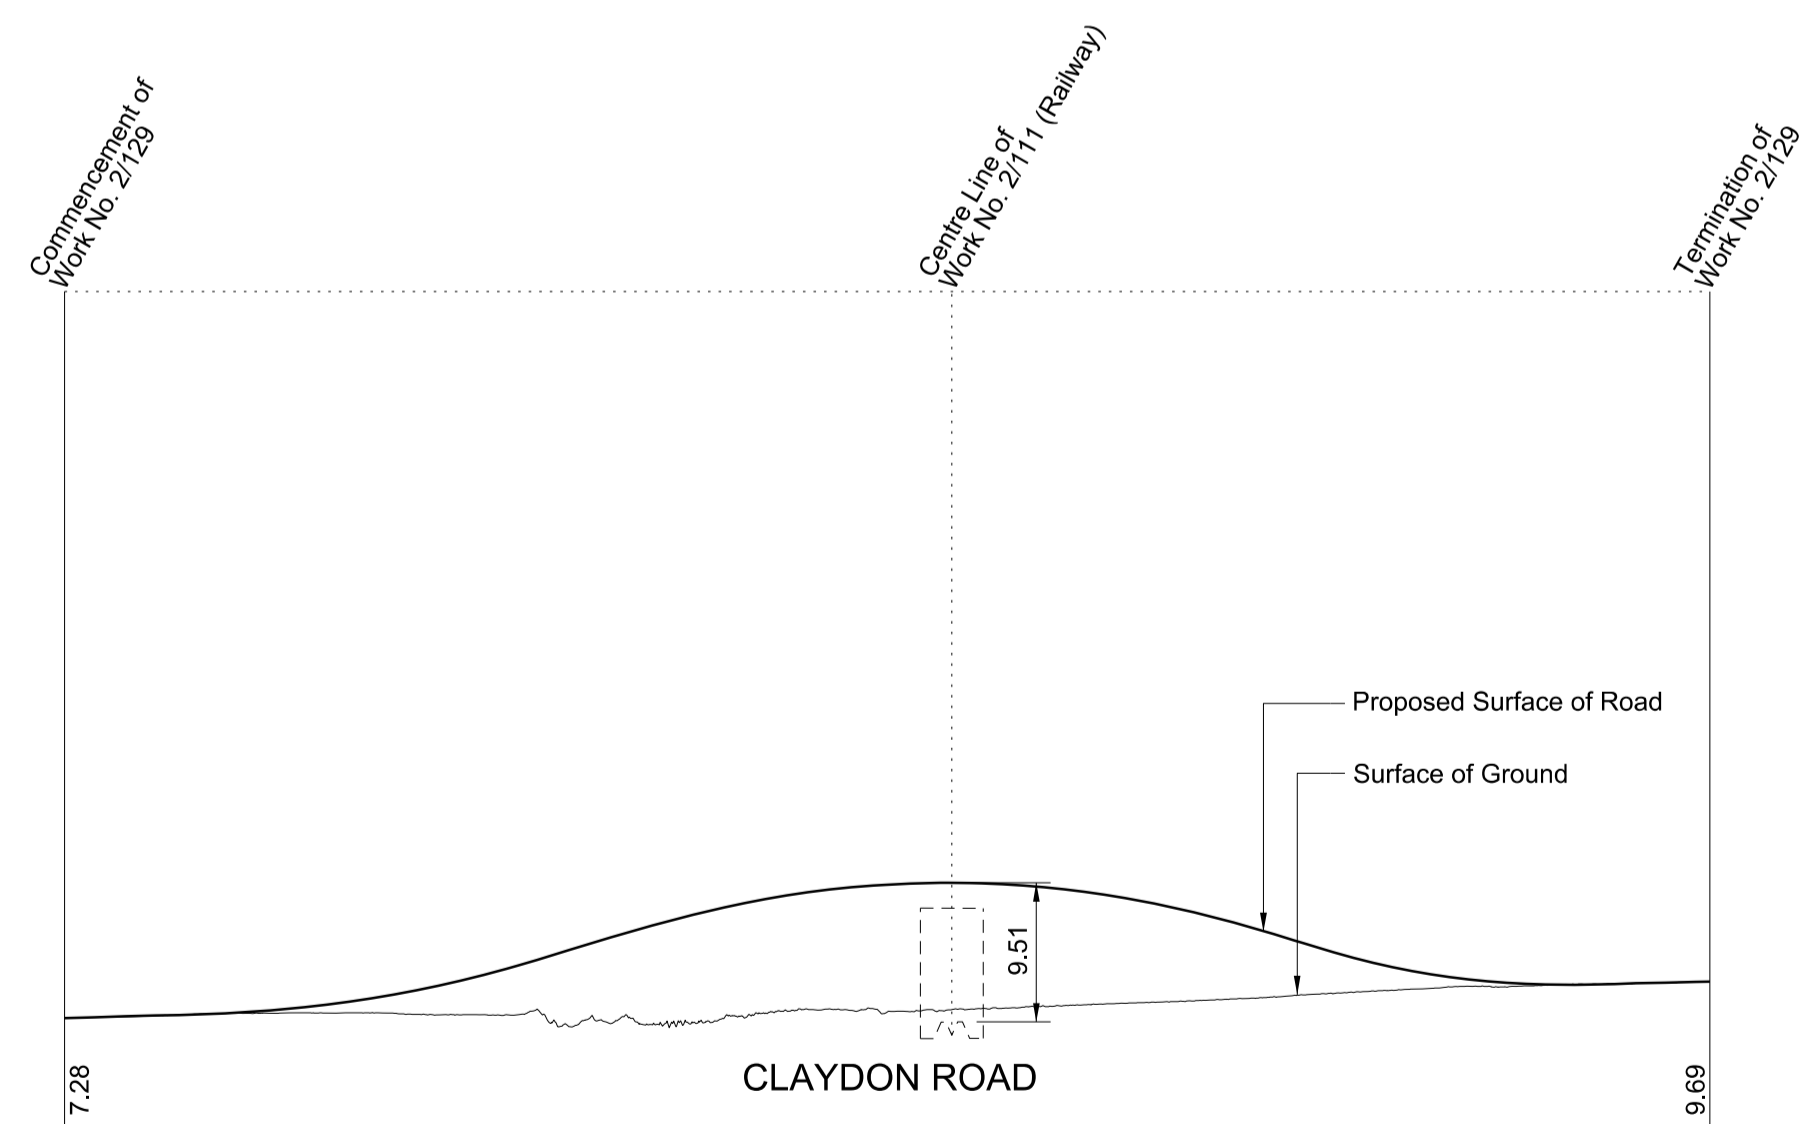 Commencement of
Work No. 2/129
Centre Line of
Work No. 2/111 (Railway)
Termination of
Work No. 2/129
Proposed Surface of Road
Surface of Ground
9.51
CLAYDON ROAD
7.28
9.69